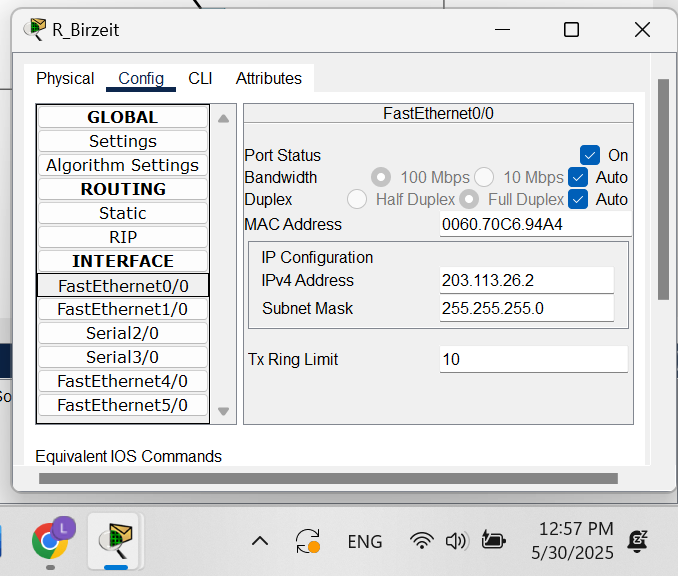 R_Birzeit
Physical Config CLI Attributes
GLOBAL
Settings
Algorithm Settings
ROUTING
Static
RIP
INTERFACE
FastEthernet0/0
FastEthernet1/0
Serial2/0
Serial3/0
FastEthernet4/0
FastEthernet5/0
FastEthernet0/0
Port Status On
Bandwidth 100 Mbps 10 Mbps Auto
Duplex Half Duplex Full Duplex Auto
MAC Address 0060.70C6.94A4
IP Configuration
IPv4 Address 203.113.26.2
Subnet Mask 255.255.255.0
Tx Ring Limit 10
Equivalent IOS Commands
L
ENG
12:57 PM
5/30/2025